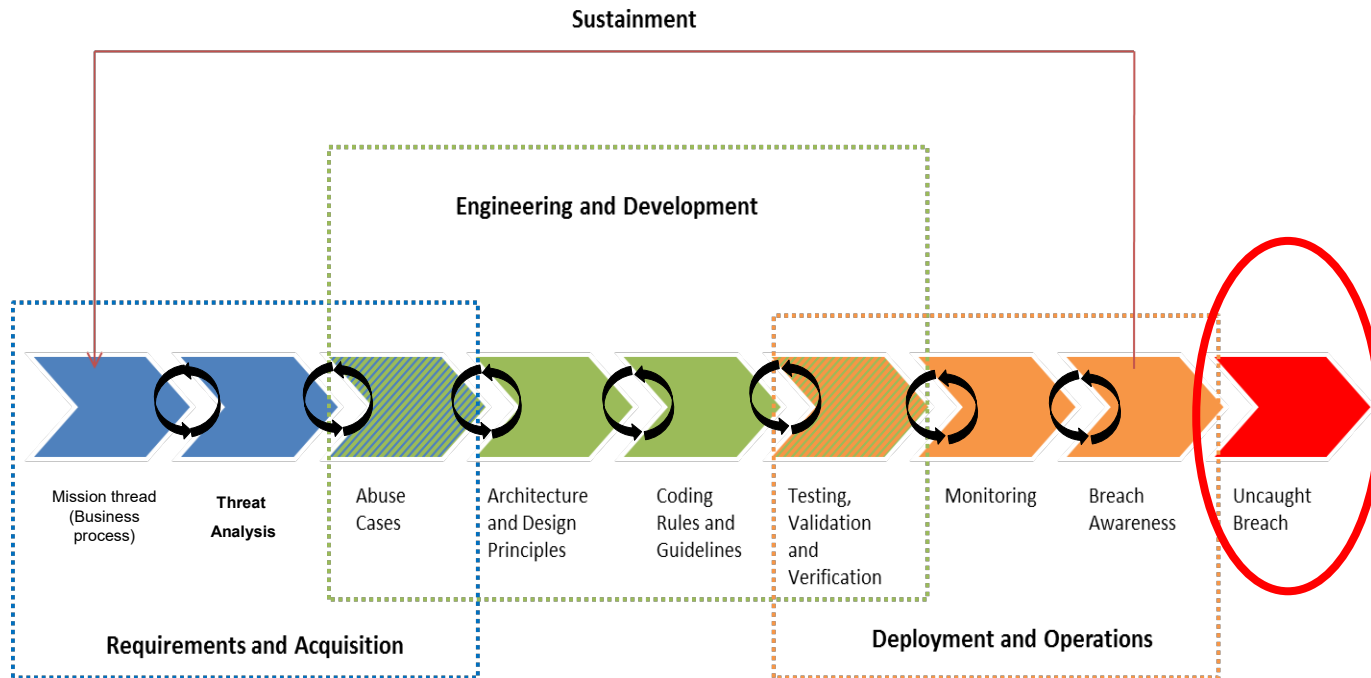 Sustainment
Engineering and Development
Mission thread
(Business
process)
Threat
Analysis
Abuse
Cases
Architecture
and Design
Principles
Coding
Rules and
Guidelines
Testing,
Validation
and
Verification
Monitoring
Breach
Awareness
Uncaught
Breach
Requirements and Acquisition
Deployment and Operations